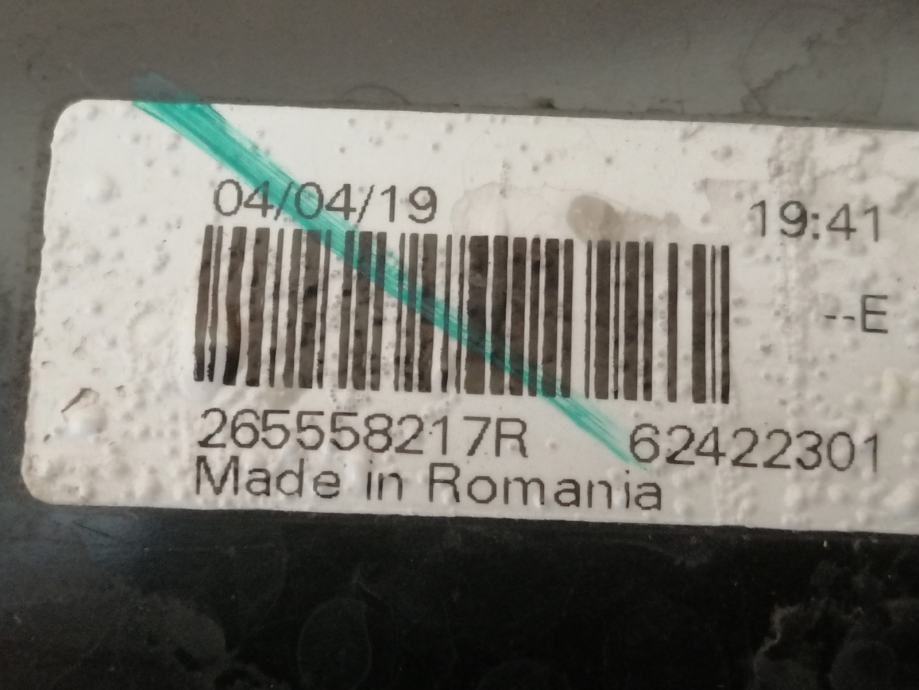 04/04/19 19:41
--E
265558217R 62422301
Made in Romania